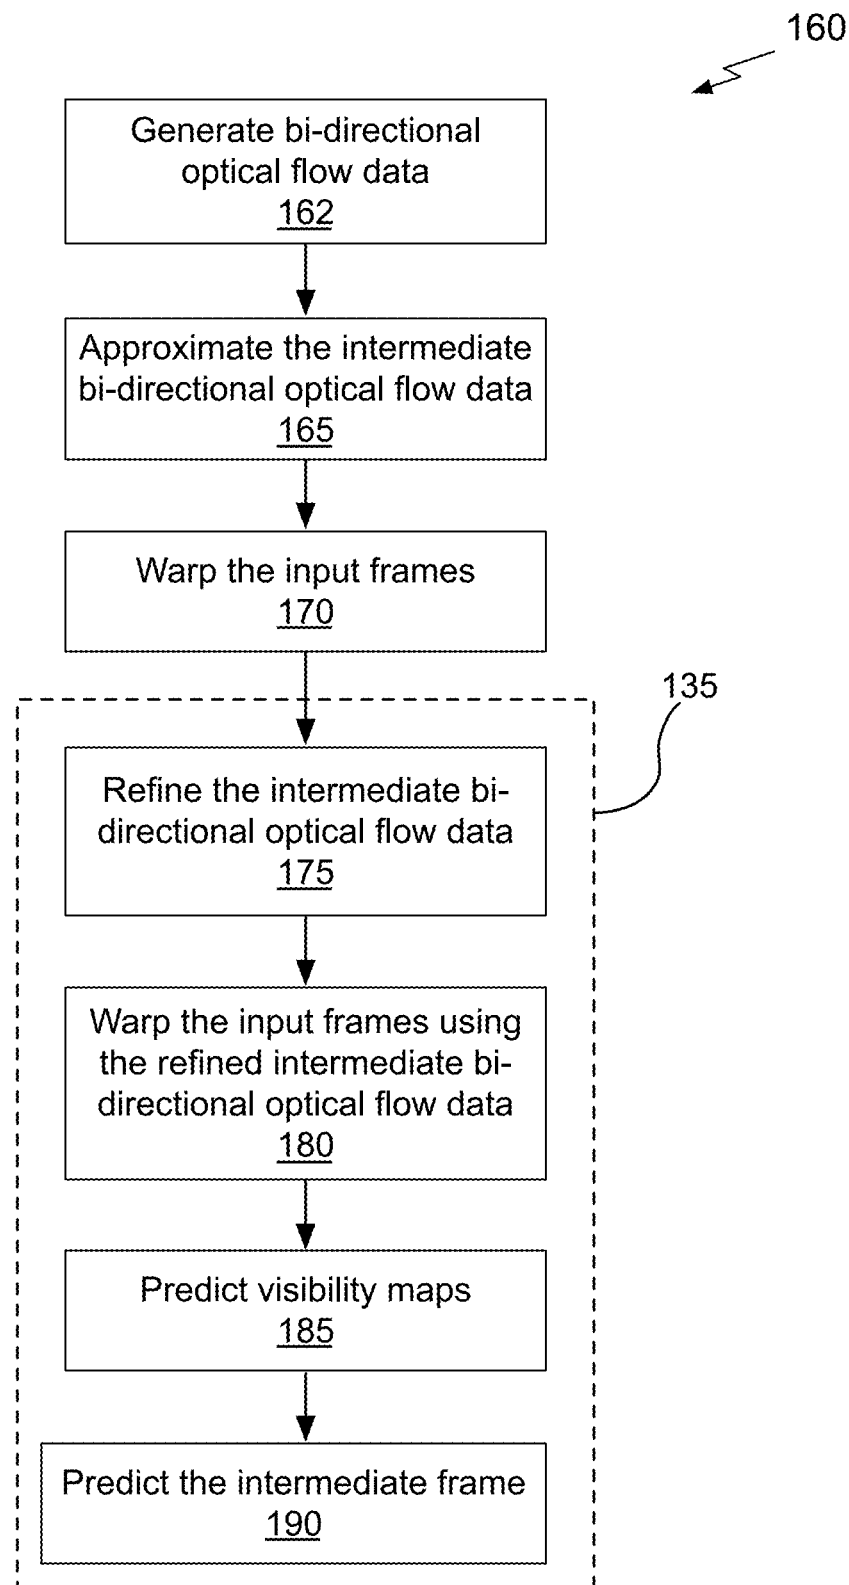 160
Generate bi-directional
optical flow data
162
Approximate the intermediate
bi-directional optical flow data
165
Warp the input frames
170
135
Refine the intermediate bi-
directional optical flow data
175
Warp the input frames using
the refined intermediate bi-
directional optical flow data
180
Predict visibility maps
185
Predict the intermediate frame
190